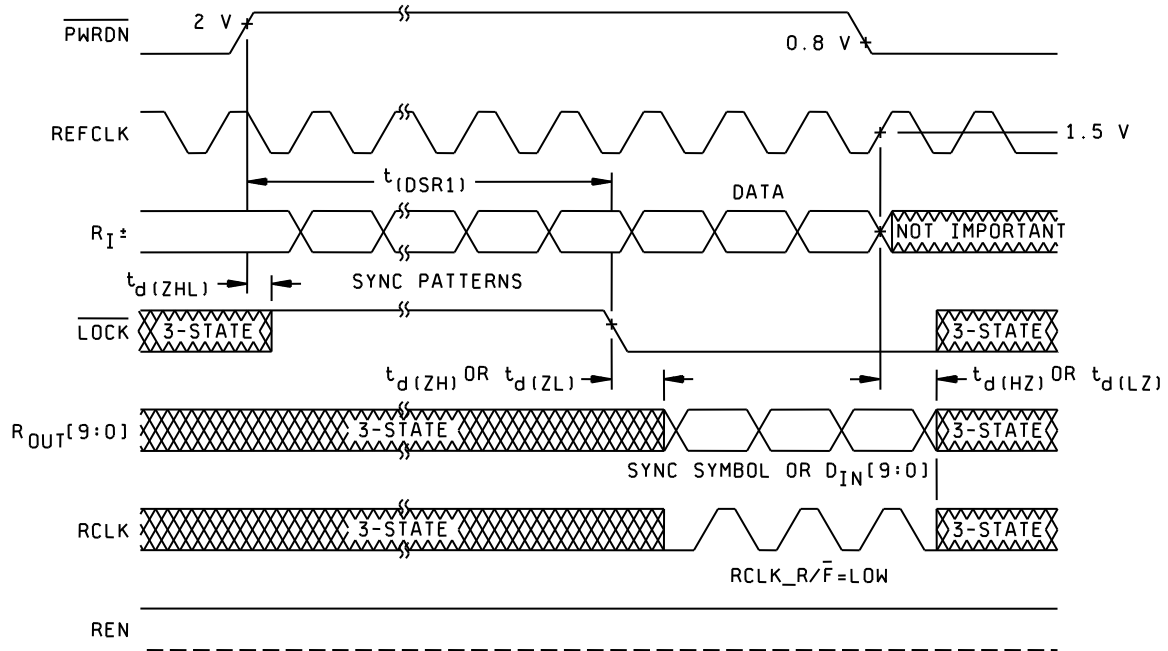 2 V
PWRDN
0.8 V
REFCLK
1.5 V
t(DSR1)
DATA
RI±
NOT IMPORTANT
td(ZHL)
SYNC PATTERNS
LOCK
3-STATE
3-STATE
td(ZH) OR td(ZL)
td(HZ) OR td(LZ)
ROUT[9:0]
3-STATE
3-STATE
SYNC SYMBOL OR DIN[9:0]
RCLK
3-STATE
3-STATE
RCLK_R/F̅=LOW
REN